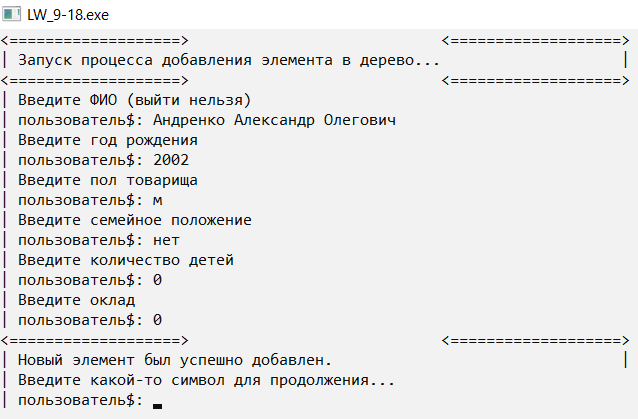 LW_9-18.exe
<===================> <===================>
| Запуск процесса добавления элемента в дерево... |
<===================> <===================>
| Введите ФИО (выйти нельзя)
| пользователь$: Андренко Александр Олегович
| Введите год рождения
| пользователь$: 2002
| Введите пол товарища
| пользователь$: м
| Введите семейное положение
| пользователь$: нет
| Введите количество детей
| пользователь$: 0
| Введите оклад
| пользователь$: 0
<===================> <===================>
| Новый элемент был успешно добавлен. |
| Введите какой-то символ для продолжения...
| пользователь$: